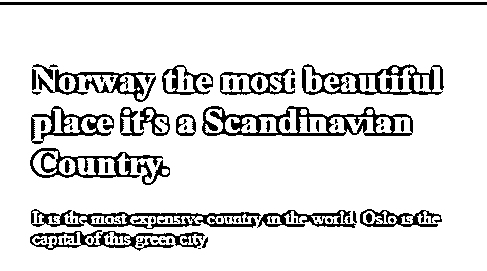 Norway the most beautiful
place it's a Scandinavian
Country.
It is the most expensive country in the world, Oslo is the
capital of this green city